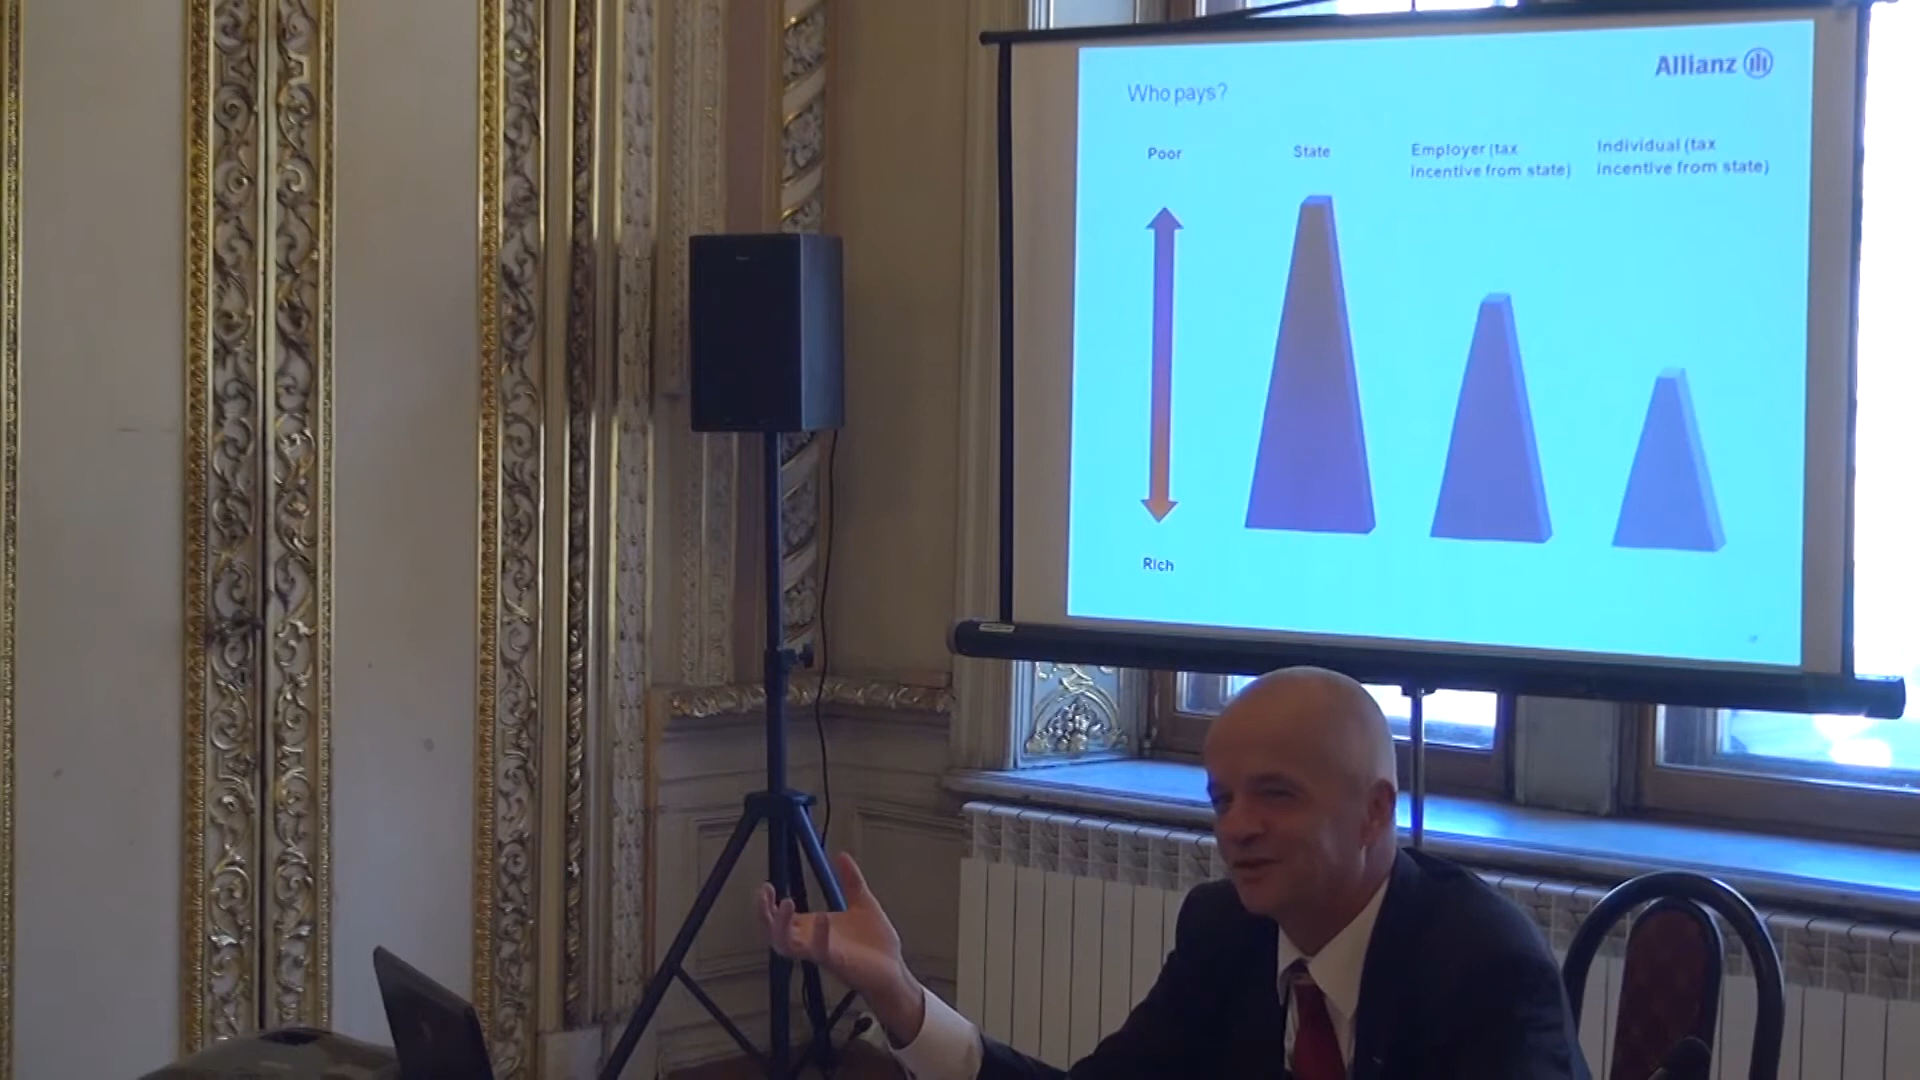 Allianz
Who pays?
Poor
State
Employer (tax
incentive from state)
Individual (tax
incentive from state)
Rich